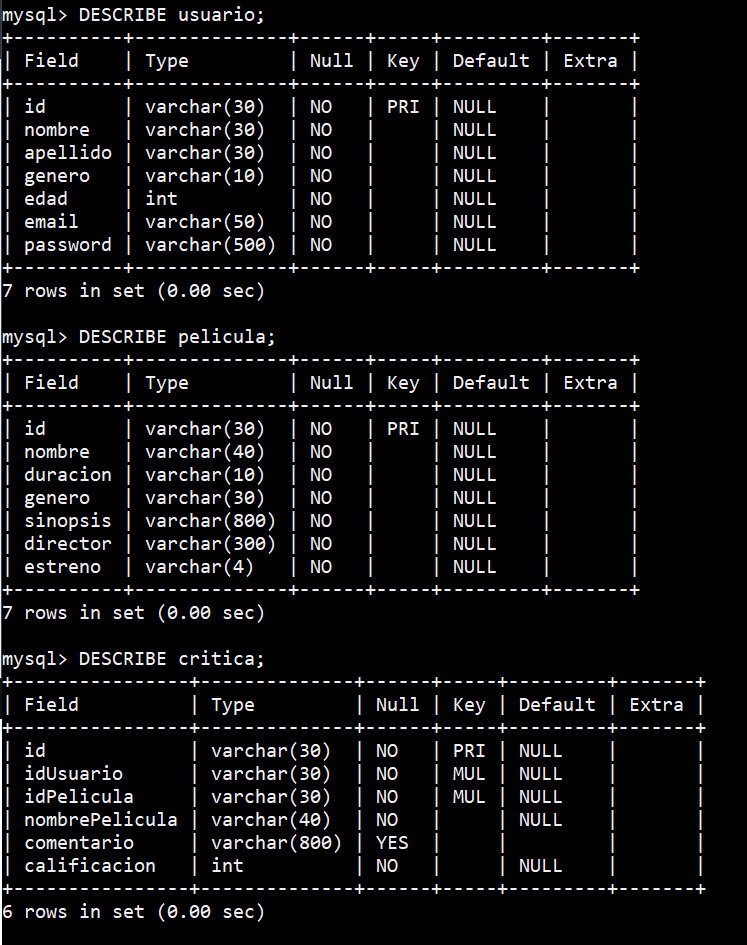 mysql> DESCRIBE usuario;
+----------+--------------+------+-----+---------+-------+
| Field    | Type         | Null | Key | Default | Extra |
+----------+--------------+------+-----+---------+-------+
| id       | varchar(30)  | NO   | PRI | NULL    |       |
| nombre   | varchar(30)  | NO   |     | NULL    |       |
| apellido | varchar(30)  | NO   |     | NULL    |       |
| genero   | varchar(10)  | NO   |     | NULL    |       |
| edad     | int          | NO   |     | NULL    |       |
| email    | varchar(50)  | NO   |     | NULL    |       |
| password | varchar(500) | NO   |     | NULL    |       |
+----------+--------------+------+-----+---------+-------+
7 rows in set (0.00 sec)
mysql> DESCRIBE pelicula;
+----------+--------------+------+-----+---------+-------+
| Field    | Type         | Null | Key | Default | Extra |
+----------+--------------+------+-----+---------+-------+
| id       | varchar(30)  | NO   | PRI | NULL    |       |
| nombre   | varchar(40)  | NO   |     | NULL    |       |
| duracion | varchar(10)  | NO   |     | NULL    |       |
| genero   | varchar(30)  | NO   |     | NULL    |       |
| sinopsis | varchar(800) | NO   |     | NULL    |       |
| director | varchar(300) | NO   |     | NULL    |       |
| estreno  | varchar(4)   | NO   |     | NULL    |       |
+----------+--------------+------+-----+---------+-------+
7 rows in set (0.00 sec)
mysql> DESCRIBE critica;
+----------------+--------------+------+-----+---------+-------+
| Field          | Type         | Null | Key | Default | Extra |
+----------------+--------------+------+-----+---------+-------+
| id             | varchar(30)  | NO   | PRI | NULL    |       |
| idUsuario      | varchar(30)  | NO   | MUL | NULL    |       |
| idPelicula     | varchar(30)  | NO   | MUL | NULL    |       |
| nombrePelicula | varchar(40)  | NO   |     | NULL    |       |
| comentario     | varchar(800) | YES  |     |         |       |
| calificacion   | int          | NO   |     | NULL    |       |
+----------------+--------------+------+-----+---------+-------+
6 rows in set (0.00 sec)